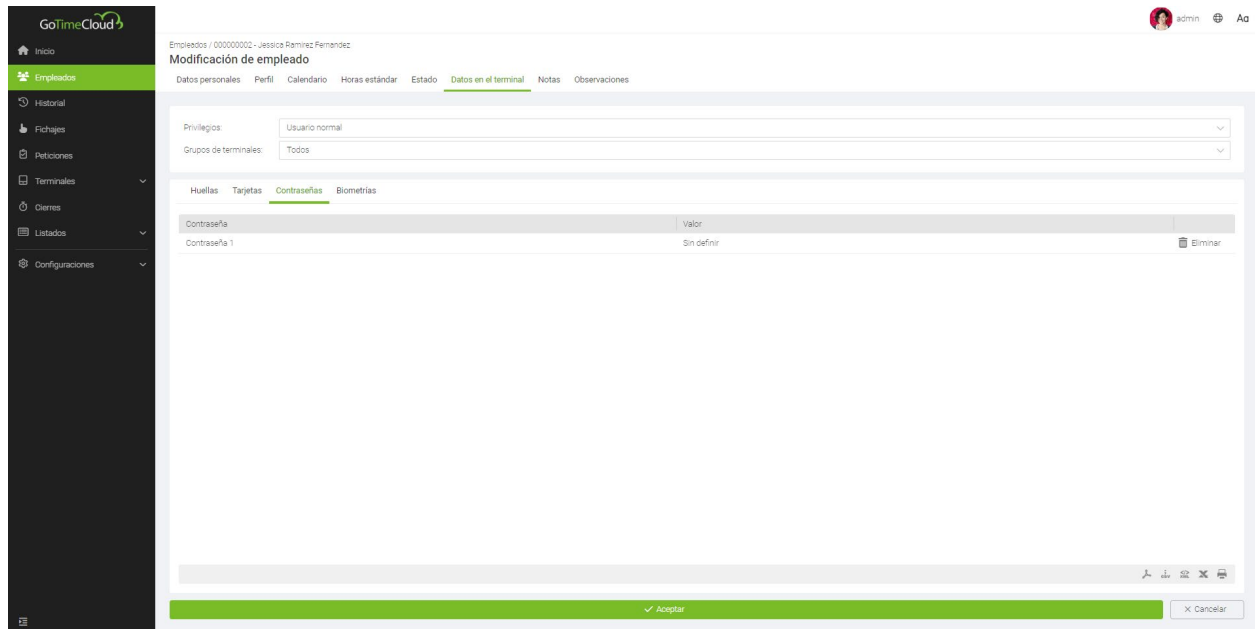 GoTimeCloud
admin
Aa
Inicio
Empleados
Historial
Fichajes
Peticiones
Terminales
Cierres
Listados
Configuraciones
Empleados / 000000002 - Jessica Ramirez Fernandez
Modificación de empleado
Datos personales Perfil Calendario Horas estándar Estado Datos en el terminal Notas Observaciones
Privilegios: Usuario normal
Grupos de terminales: Todos
Huellas Tarjetas Contraseñas Biometrías
Contraseña Valor
Contraseña 1 Sin definir Eliminar
Aceptar
Cancelar